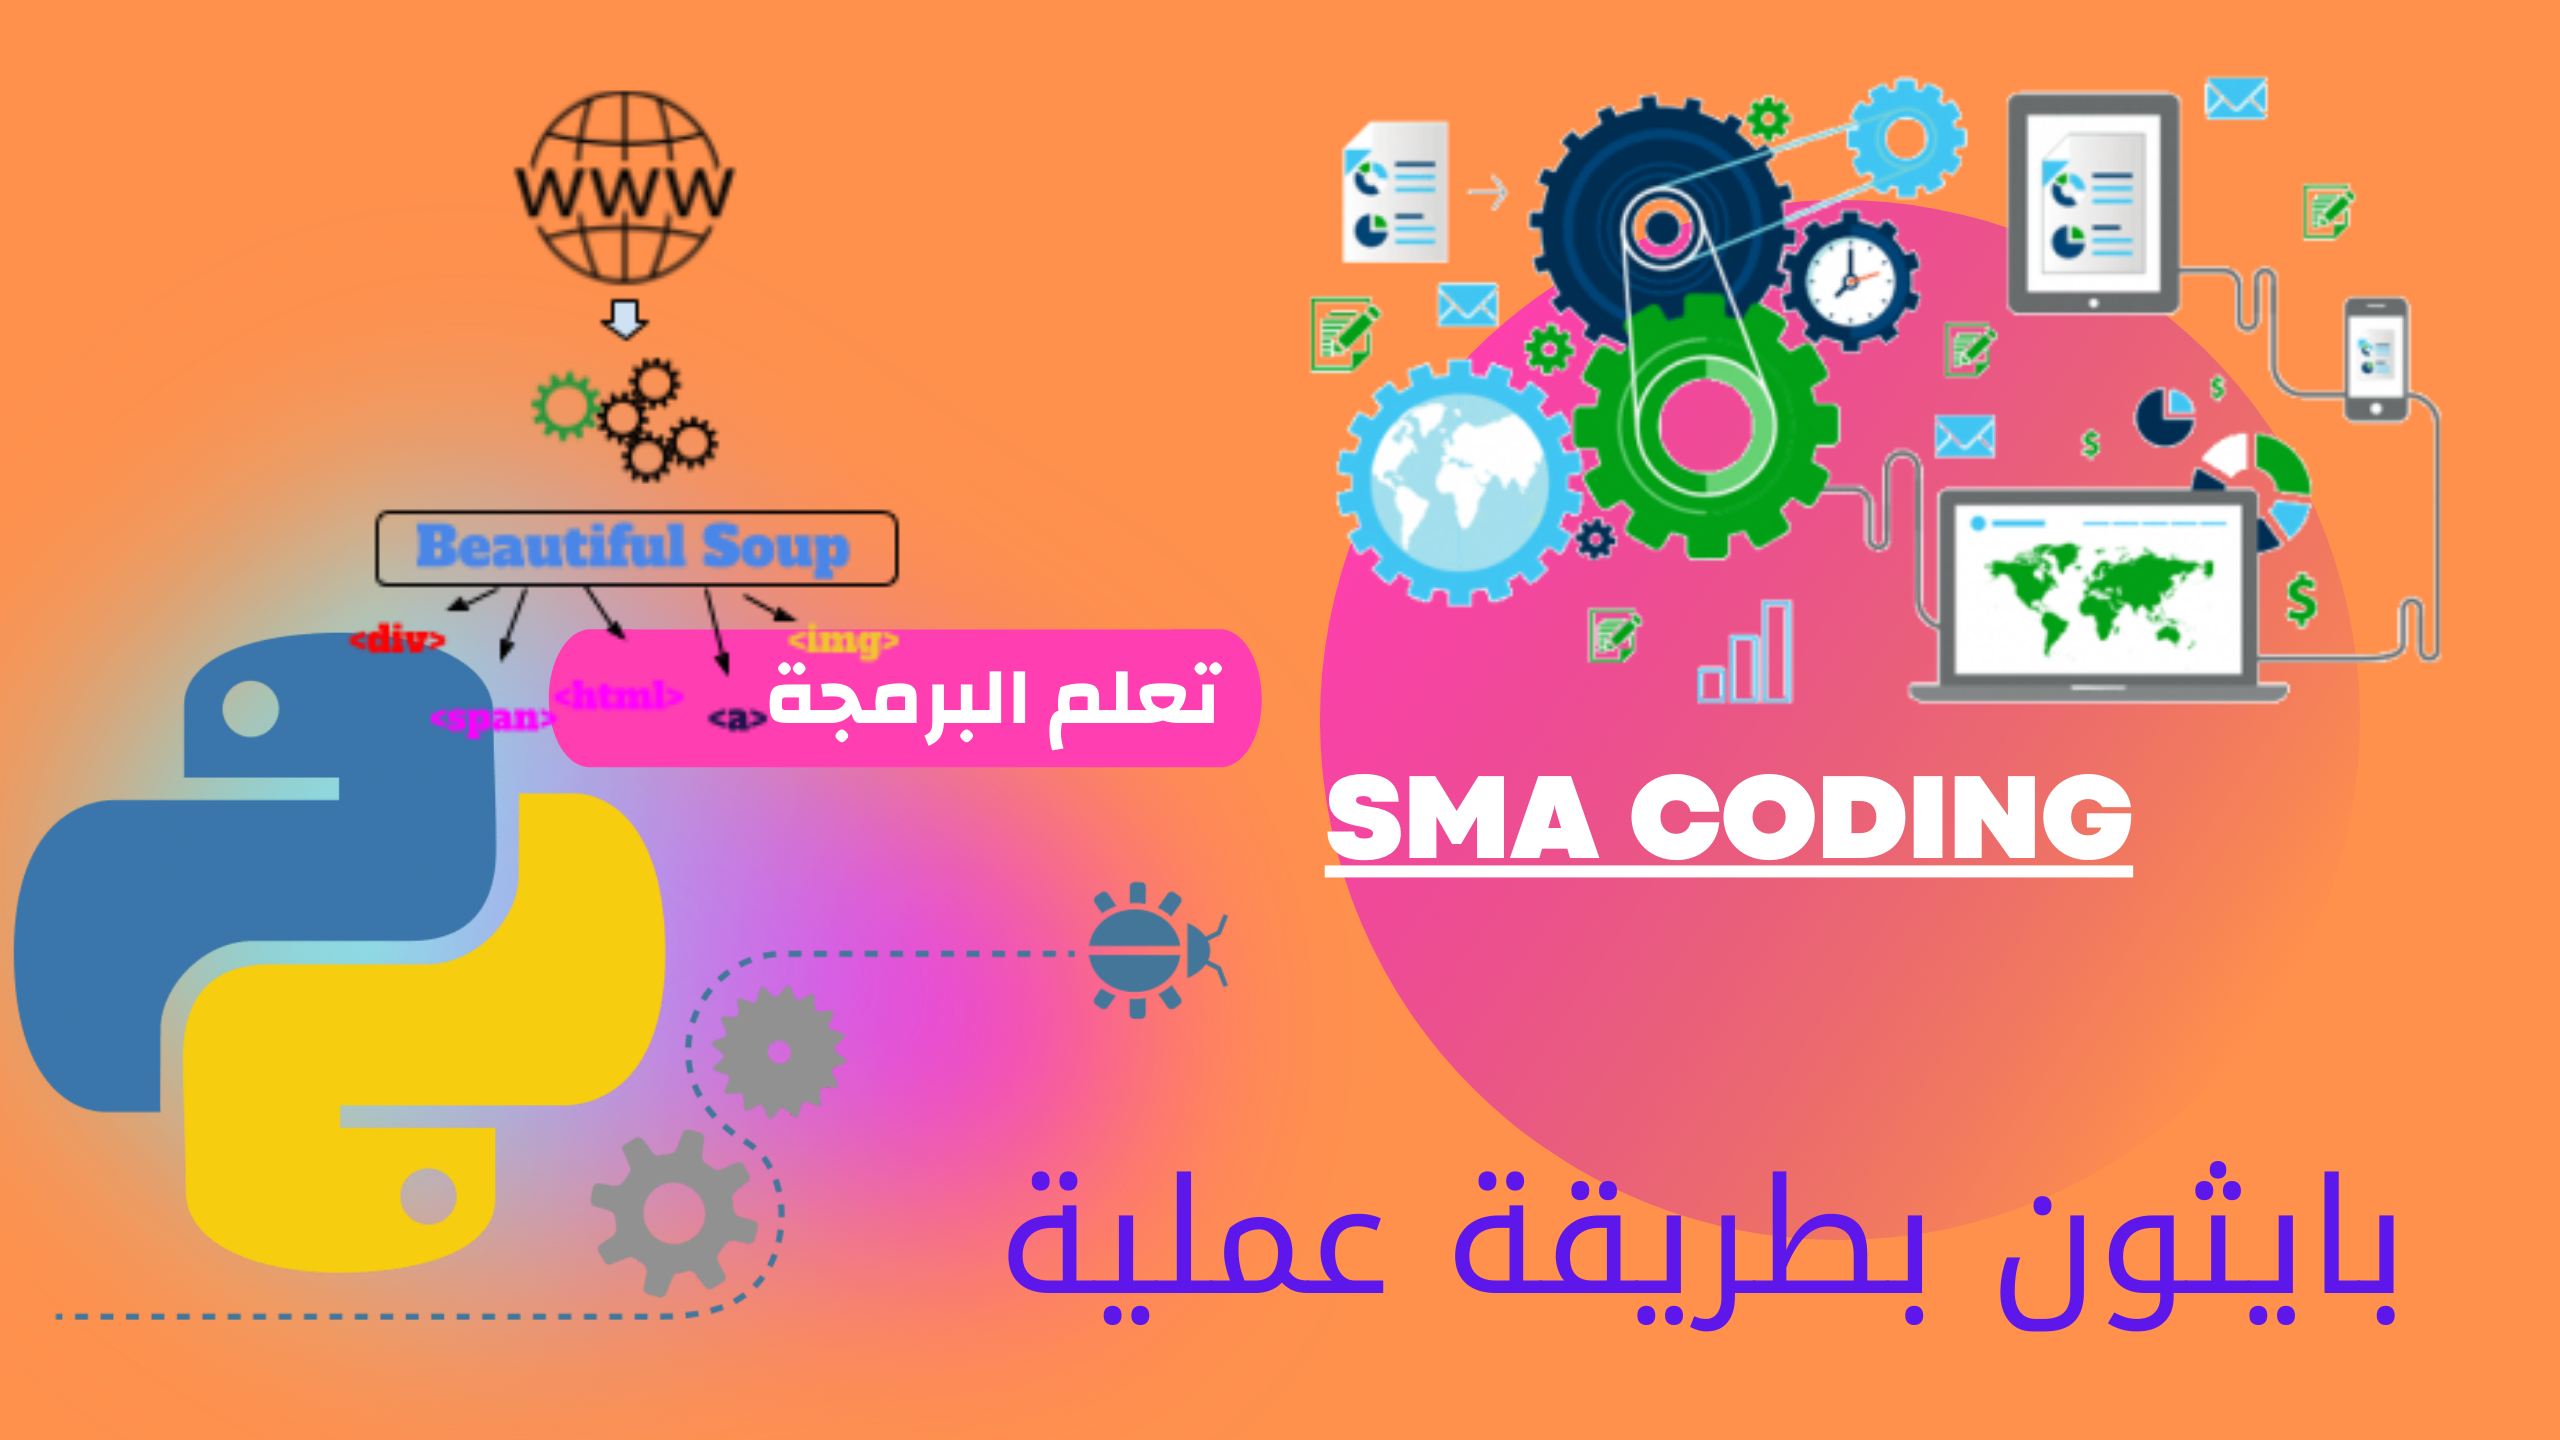 WWW
Beautiful Soup
<div>
<img>
<html>
<span>
<a>
تعلم البرمجة
SMA CODING
$
$
$
بايثون بطريقة عملية